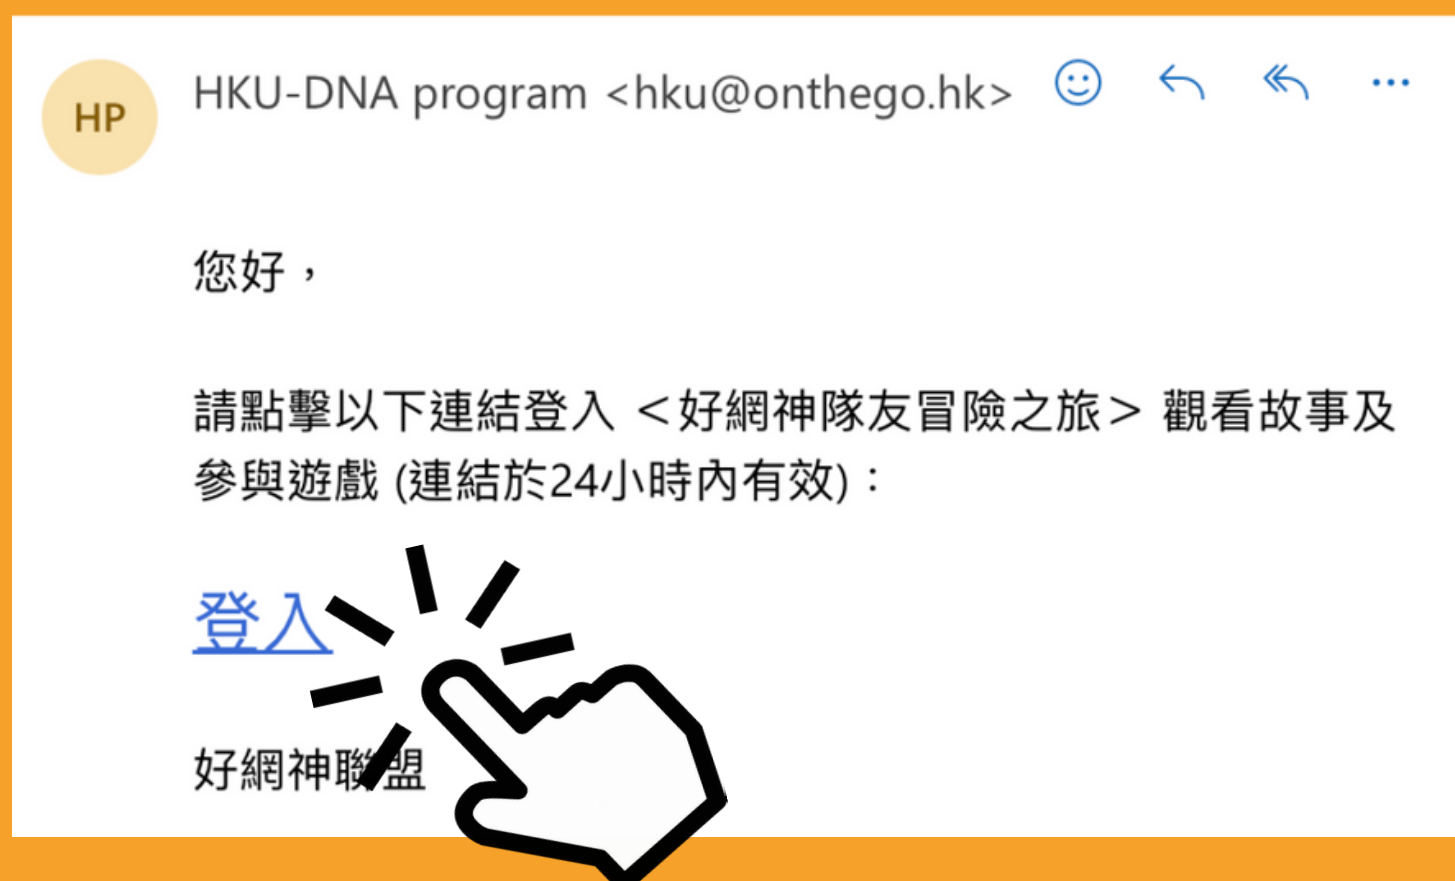 HP
HKU-DNA program <hku@onthego.hk>
您好，
請點擊以下連結登入 ＜好網神隊友冒險之旅＞ 觀看故事及
參與遊戲 (連結於24小時內有效)：
登入
好網神聯盟